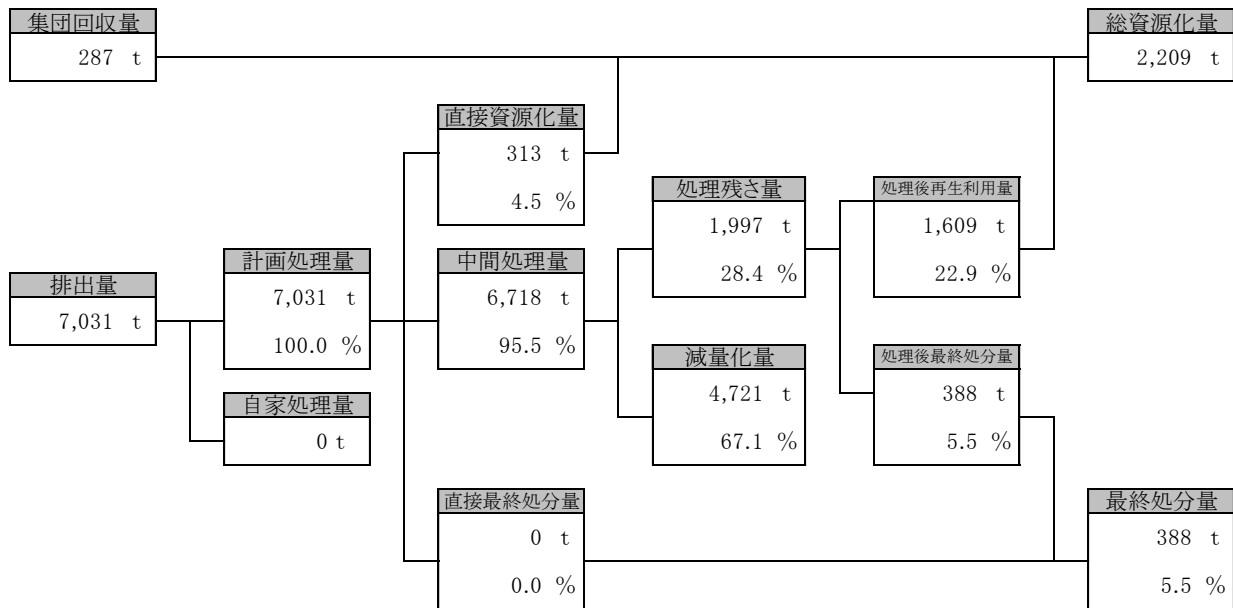 集団回収量
287 t
総資源化量
2,209 t
直接資源化量
313 t
4.5 %
処理残さ量
1,997 t
28.4 %
処理後再生利用量
1,609 t
22.9 %
排出量
7,031 t
計画処理量
7,031 t
100.0 %
中間処理量
6,718 t
95.5 %
自家処理量
0 t
減量化量
4,721 t
67.1 %
処理後最終処分量
388 t
5.5 %
直接最終処分量
0 t
0.0 %
最終処分量
388 t
5.5 %